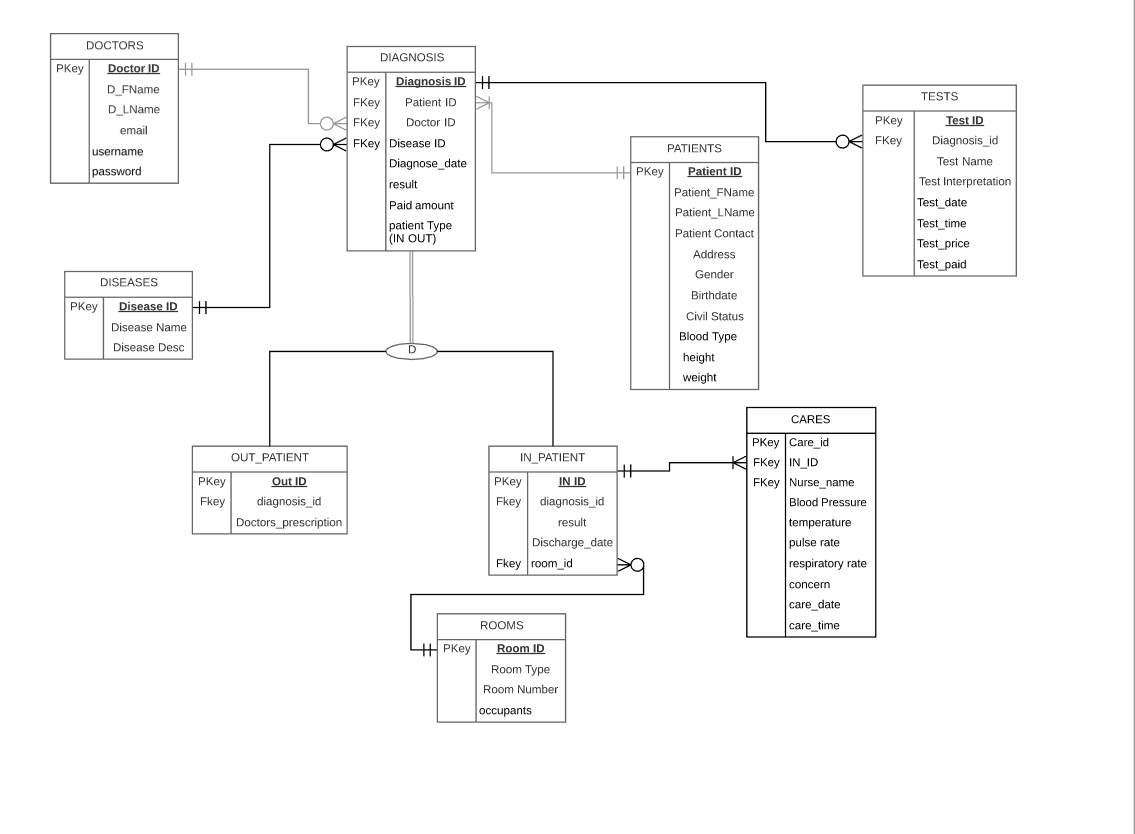 DOCTORS
PKey Doctor ID
D_FName
D_LName
email
username
password
DIAGNOSIS
PKey Diagnosis ID
FKey Patient ID
FKey Doctor ID
FKey Disease ID
Diagnose_date
result
Paid amount
patient Type
(IN OUT)
TESTS
PKey Test ID
FKey Diagnosis_id
Test Name
Test Interpretation
Test_date
Test_time
Test_price
Test_paid
PATIENTS
PKey Patient ID
Patient_FName
Patient_LName
Patient Contact
Address
Gender
Birthdate
Civil Status
Blood Type
height
weight
DISEASES
PKey Disease ID
Disease Name
Disease Desc
D
OUT_PATIENT
PKey Out ID
Fkey diagnosis_id
Doctors_prescription
IN_PATIENT
PKey IN ID
Fkey diagnosis_id
result
Discharge_date
Fkey room_id
CARES
PKey Care_id
FKey IN_ID
FKey Nurse_name
Blood Pressure
temperature
pulse rate
respiratory rate
concern
care_date
care_time
ROOMS
PKey Room ID
Room Type
Room Number
occupants